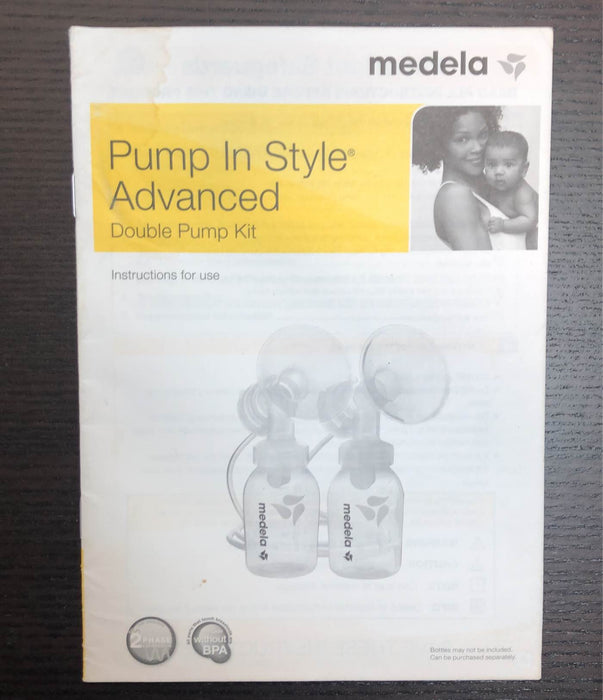 medela
Pump In Style®
Advanced
Double Pump Kit
Instructions for use
medela
medela
2 PHASE
without
BPA
Bottles may not be included.
Can be purchased separately.